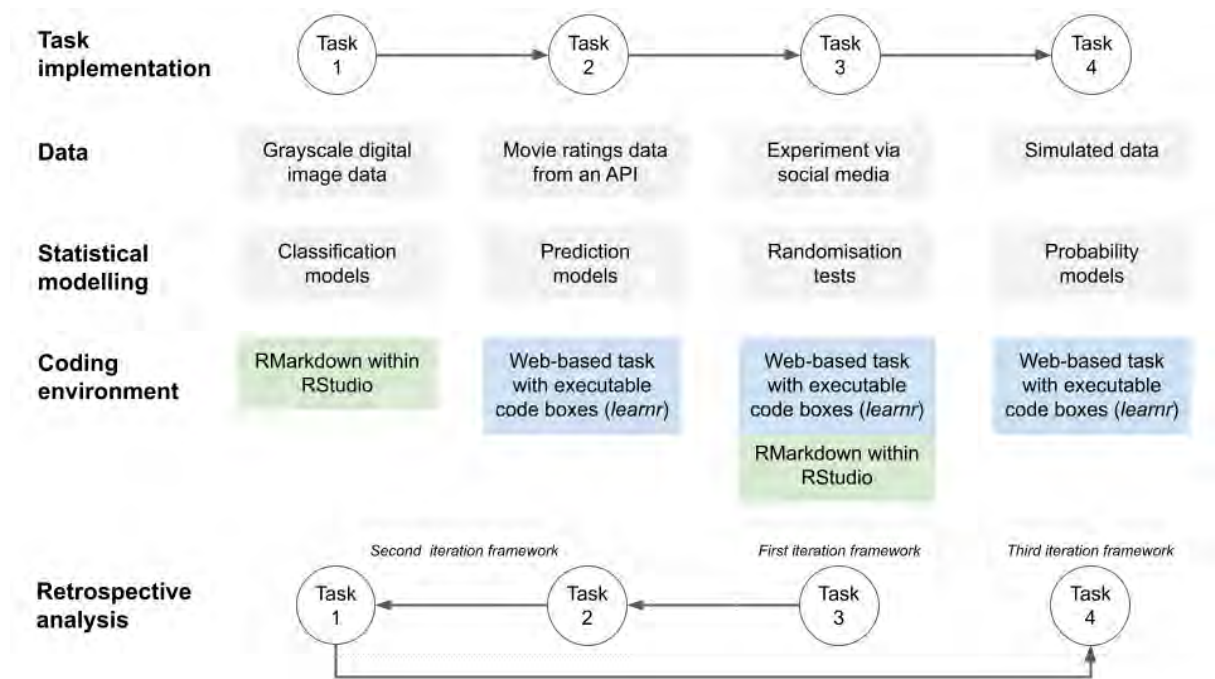 Task
implementation
Task
1
Task
2
Task
3
Task
4
Data
Grayscale digital
image data
Movie ratings data
from an API
Experiment via
social media
Simulated data
Statistical
modelling
Classification
models
Prediction
models
Randomisation
tests
Probability
models
Coding
environment
RMarkdown within
RStudio
Web-based task
with executable
code boxes (learnr)
Web-based task
with executable
code boxes (learnr)
RMarkdown within
RStudio
Web-based task
with executable
code boxes (learnr)
Second iteration framework
First iteration framework
Third iteration framework
Retrospective
analysis
Task
1
Task
2
Task
3
Task
4